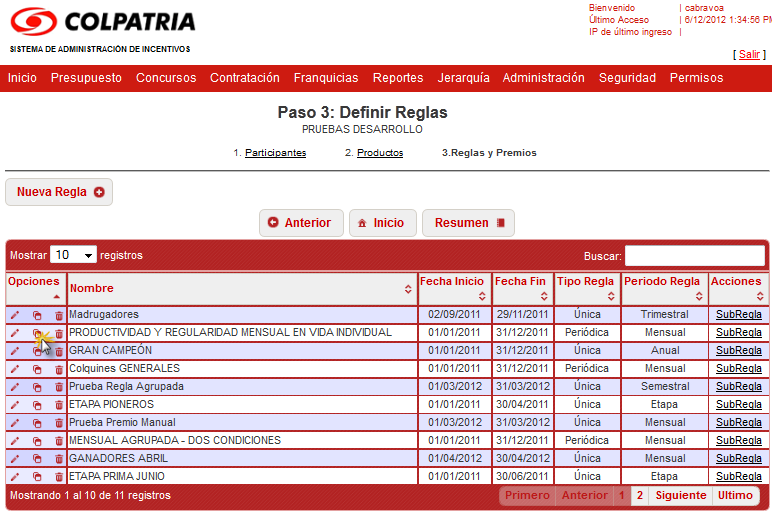 COLPATRIA
SISTEMA DE ADMINISTRACIÓN DE INCENTIVOS
Bienvenido | cabravoa
Último Acceso | 6/12/2012 1:34:56 PM
IP de último ingreso |
[ Salir ]
Inicio Presupuesto Concursos Contratación Franquicias Reportes Jerarquía Administración Seguridad Permisos
Paso 3: Definir Reglas
PRUEBAS DESARROLLO
1. Participantes 2. Productos 3.Reglas y Premios
Nueva Regla
Anterior Inicio Resumen
Mostrar 10 registros Buscar:
Opciones Nombre Fecha Inicio Fecha Fin Tipo Regla Periodo Regla Acciones
Madrugadores 02/09/2011 29/11/2011 Única Trimestral SubRegla
PRODUCTIVIDAD Y REGULARIDAD MENSUAL EN VIDA INDIVIDUAL 01/01/2011 31/12/2011 Periódica Mensual SubRegla
GRAN CAMPEÓN 01/01/2011 31/12/2011 Única Anual SubRegla
Colquines GENERALES 01/01/2011 31/12/2011 Periódica Mensual SubRegla
Prueba Regla Agrupada 01/03/2012 31/03/2012 Única Semestral SubRegla
ETAPA PIONEROS 01/01/2011 30/04/2011 Única Etapa SubRegla
Prueba Premio Manual 01/03/2012 31/03/2012 Única Mensual SubRegla
MENSUAL AGRUPADA - DOS CONDICIONES 01/01/2011 31/12/2011 Periódica Mensual SubRegla
GANADORES ABRIL 01/04/2012 30/04/2012 Única Mensual SubRegla
ETAPA PRIMA JUNIO 01/01/2011 30/06/2011 Única Etapa SubRegla
Mostrando 1 al 10 de 11 registros Primero Anterior 1 2 Siguiente Ultimo